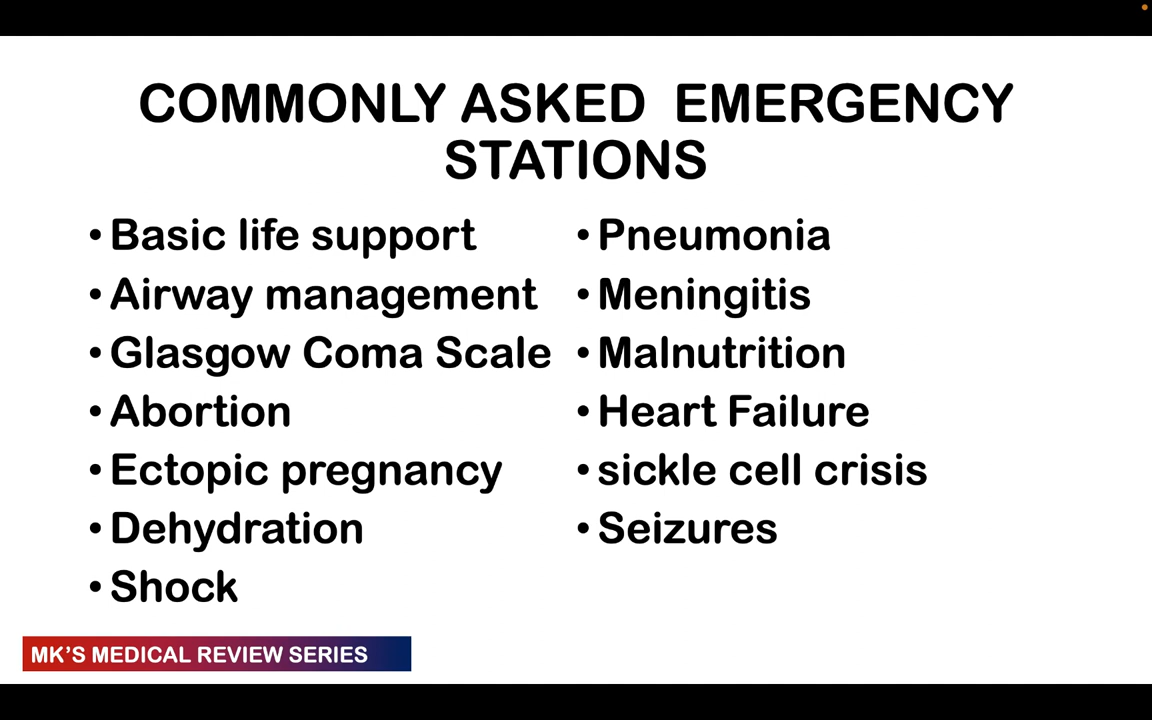 COMMONLY ASKED EMERGENCY
STATIONS
• Basic life support
• Airway management
• Glasgow Coma Scale
• Abortion
• Ectopic pregnancy
• Dehydration
• Shock
• Pneumonia
• Meningitis
• Malnutrition
• Heart Failure
• sickle cell crisis
• Seizures
MK'S MEDICAL REVIEW SERIES